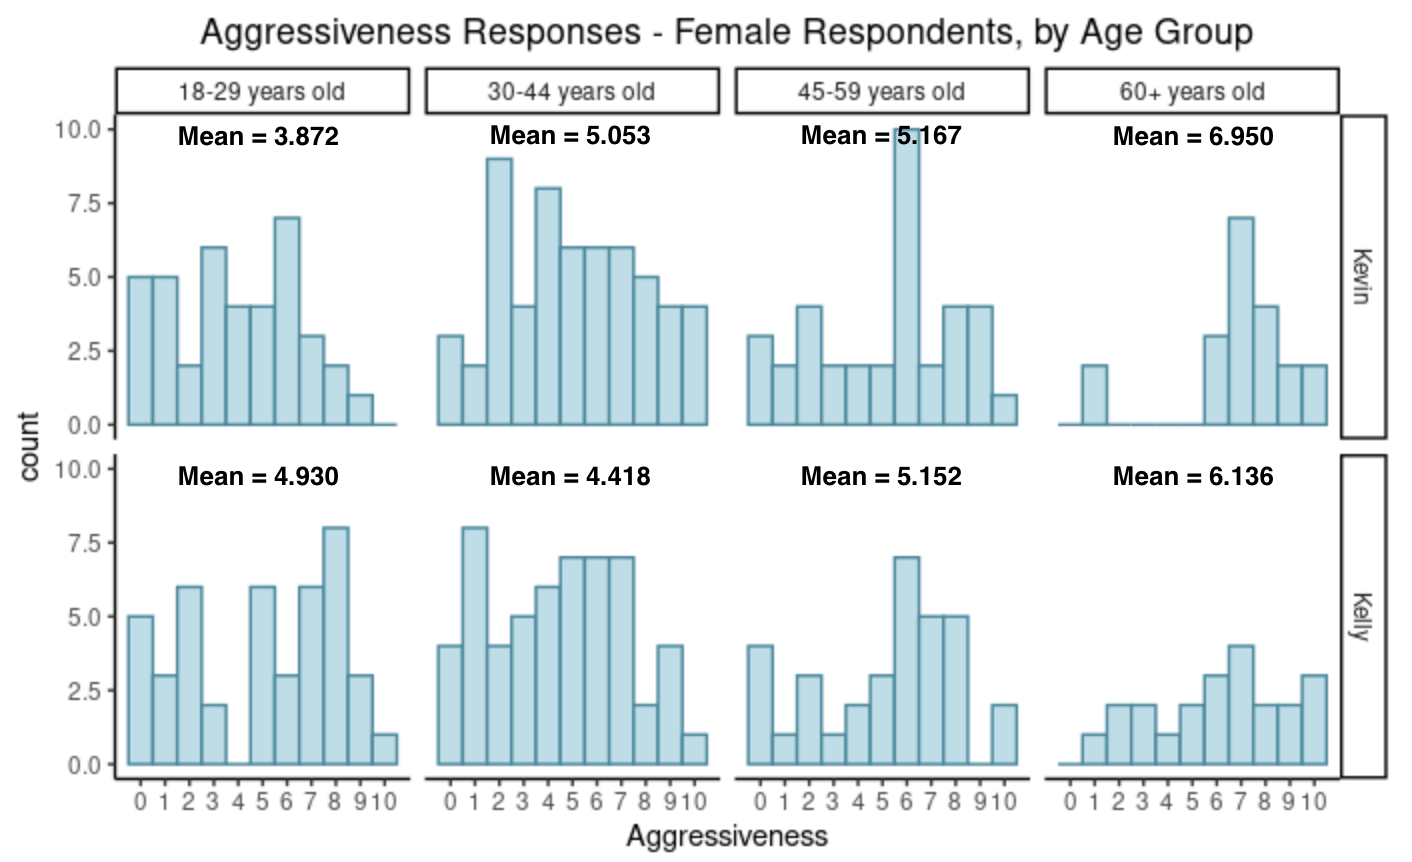 Aggressiveness Responses - Female Respondents, by Age Group
18-29 years old 30-44 years old 45-59 years old 60+ years old
Mean = 3.872 Mean = 5.053 Mean = 5.167 Mean = 6.950
10.0
7.5
5.0
2.5
0.0
Kevin
count
Mean = 4.930 Mean = 4.418 Mean = 5.152 Mean = 6.136
10.0
7.5
5.0
2.5
0.0
Kelly
0 1 2 3 4 5 6 7 8 9 10 0 1 2 3 4 5 6 7 8 9 10 0 1 2 3 4 5 6 7 8 9 10 0 1 2 3 4 5 6 7 8 9 10
Aggressiveness